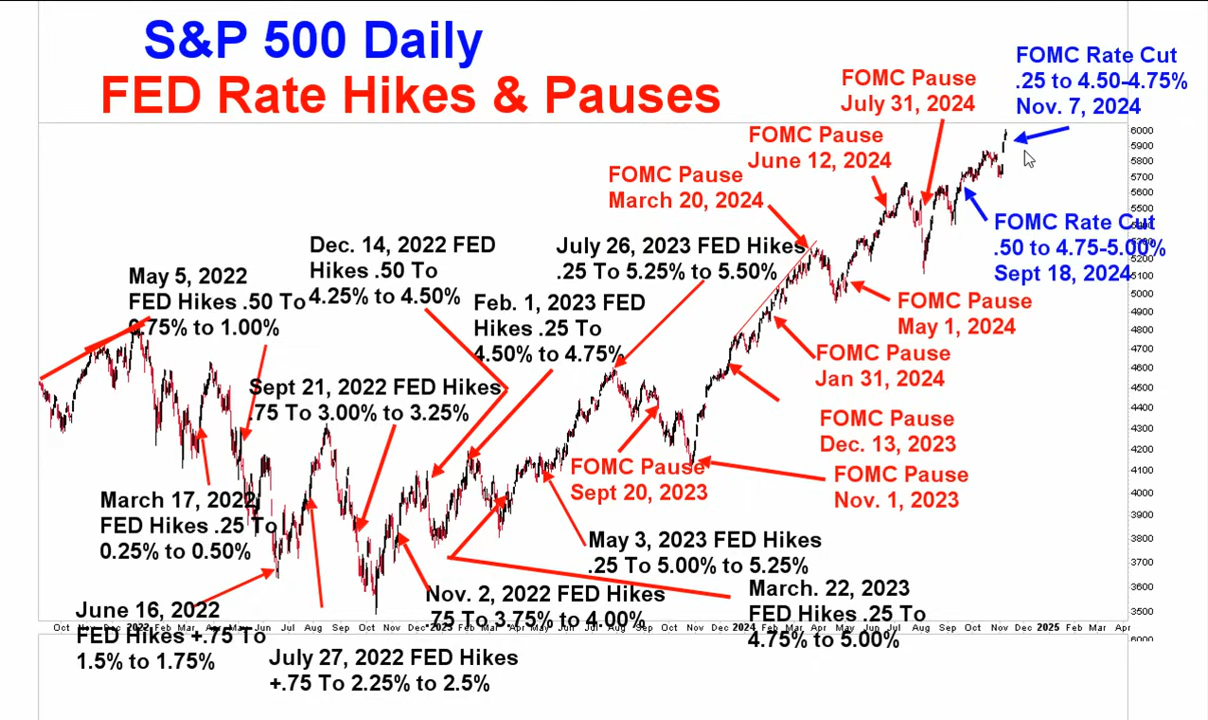 S&P 500 Daily
FED Rate Hikes & Pauses
FOMC Rate Cut
.25 to 4.50-4.75%
Nov. 7, 2024
FOMC Pause
July 31, 2024
FOMC Pause
June 12, 2024
FOMC Pause
March 20, 2024
FOMC Rate Cut
.50 to 4.75-5.00%
Sept 18, 2024
Dec. 14, 2022 FED
Hikes .50 To
4.25% to 4.50%
July 26, 2023 FED Hikes
.25 To 5.25% to 5.50%
May 5, 2022
FED Hikes .50 To
0.75% to 1.00%
Feb. 1, 2023 FED
Hikes .25 To
4.50% to 4.75%
FOMC Pause
May 1, 2024
FOMC Pause
Jan 31, 2024
Sept 21, 2022 FED Hikes
.75 To 3.00% to 3.25%
FOMC Pause
Dec. 13, 2023
FOMC Pause
Sept 20, 2023
FOMC Pause
Nov. 1, 2023
March 17, 2022
FED Hikes .25 To
0.25% to 0.50%
May 3, 2023 FED Hikes
.25 To 5.00% to 5.25%
Nov. 2, 2022 FED Hikes
.75 To 3.75% to 4.00%
March. 22, 2023
FED Hikes .25 To
4.75% to 5.00%
June 16, 2022
FED Hikes +.75 To
1.5% to 1.75%
July 27, 2022 FED Hikes
+.75 To 2.25% to 2.5%
6000
5900
5800
5700
5600
5500
5200
5100
5000
4900
4800
4700
4600
4500
4400
4300
4200
4100
4000
3900
3800
3700
3600
3500
Oct Nov Dec 2022 Feb Mar Apr May Jun Jul Aug Sep Oct Nov Dec 2023 Feb Mar Apr May Jun Jul Aug Sep Oct Nov Dec 2024 Feb Mar Apr May Jun Jul Aug Sep Oct Nov Dec 2025 Feb Mar Apr